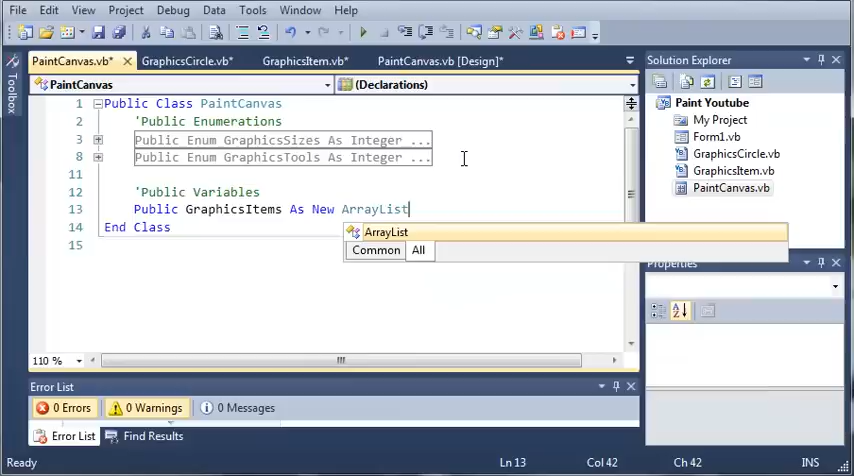 File Edit View Project Debug Data Tools Window Help
PaintCanvas.vb* GraphicsCircle.vb* GraphicsItem.vb* PaintCanvas.vb [Design]*
PaintCanvas (Declarations)
1 Public Class PaintCanvas
2 'Public Enumerations
3 Public Enum GraphicsSizes As Integer ...
8 Public Enum GraphicsTools As Integer ...
11
12 'Public Variables
13 Public GraphicsItems As New ArrayList
14 End Class
15
ArrayList
Common All
110 %
Toolbox
Solution Explorer
Paint Youtube
My Project
Form1.vb
GraphicsCircle.vb
GraphicsItem.vb
PaintCanvas.vb
Properties
Error List
0 Errors 0 Warnings 0 Messages
Error List Find Results
Ready Ln 13 Col 42 Ch 42 INS